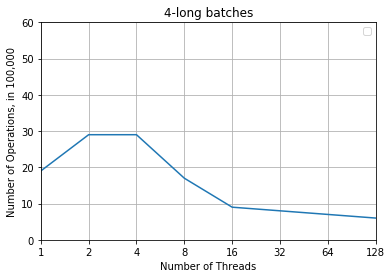 4-long batches
Number of Operations, in 100,000
60
50
40
30
20
10
0
1 2 4 8 16 32 64 128
Number of Threads